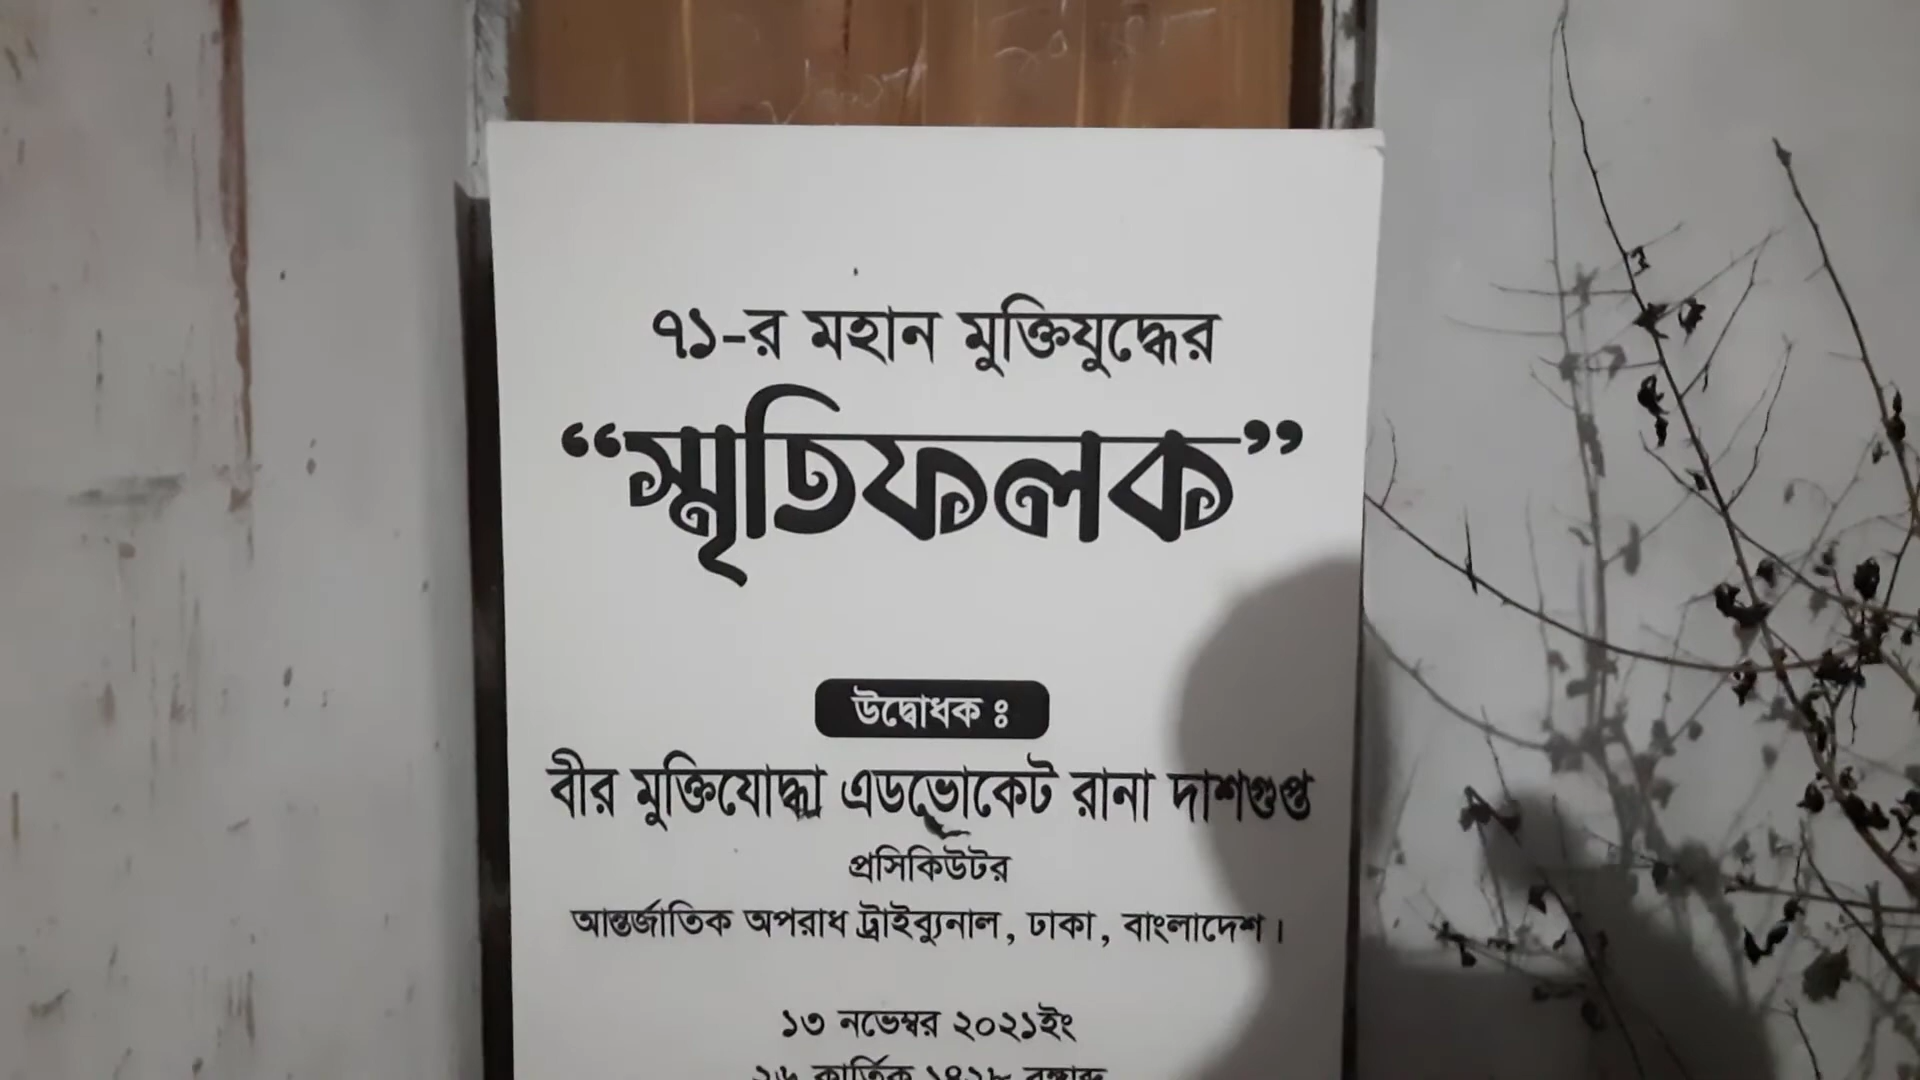 ৭১-র মহান মুক্তিযুদ্ধের
“স্মৃতিফলক”
উদ্বোধক ঃ
বীর মুক্তিযোদ্ধা এডভোকেট রানা দাশগুপ্ত
প্রসিকিউটর
আন্তর্জাতিক অপরাধ ট্রাইব্যুনাল, ঢাকা, বাংলাদেশ।
১৩ নভেম্বর ২০২১ইং
কার্তিক ১৪২৮ বঙ্গাব্দ